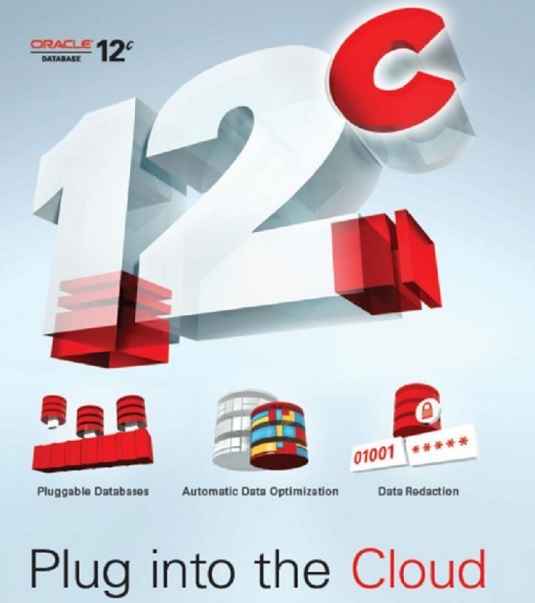 ORACLE
DATABASE 12c
12c
Pluggable Databases
Automatic Data Optimization
Data Redaction
01001
*****
Plug into the Cloud